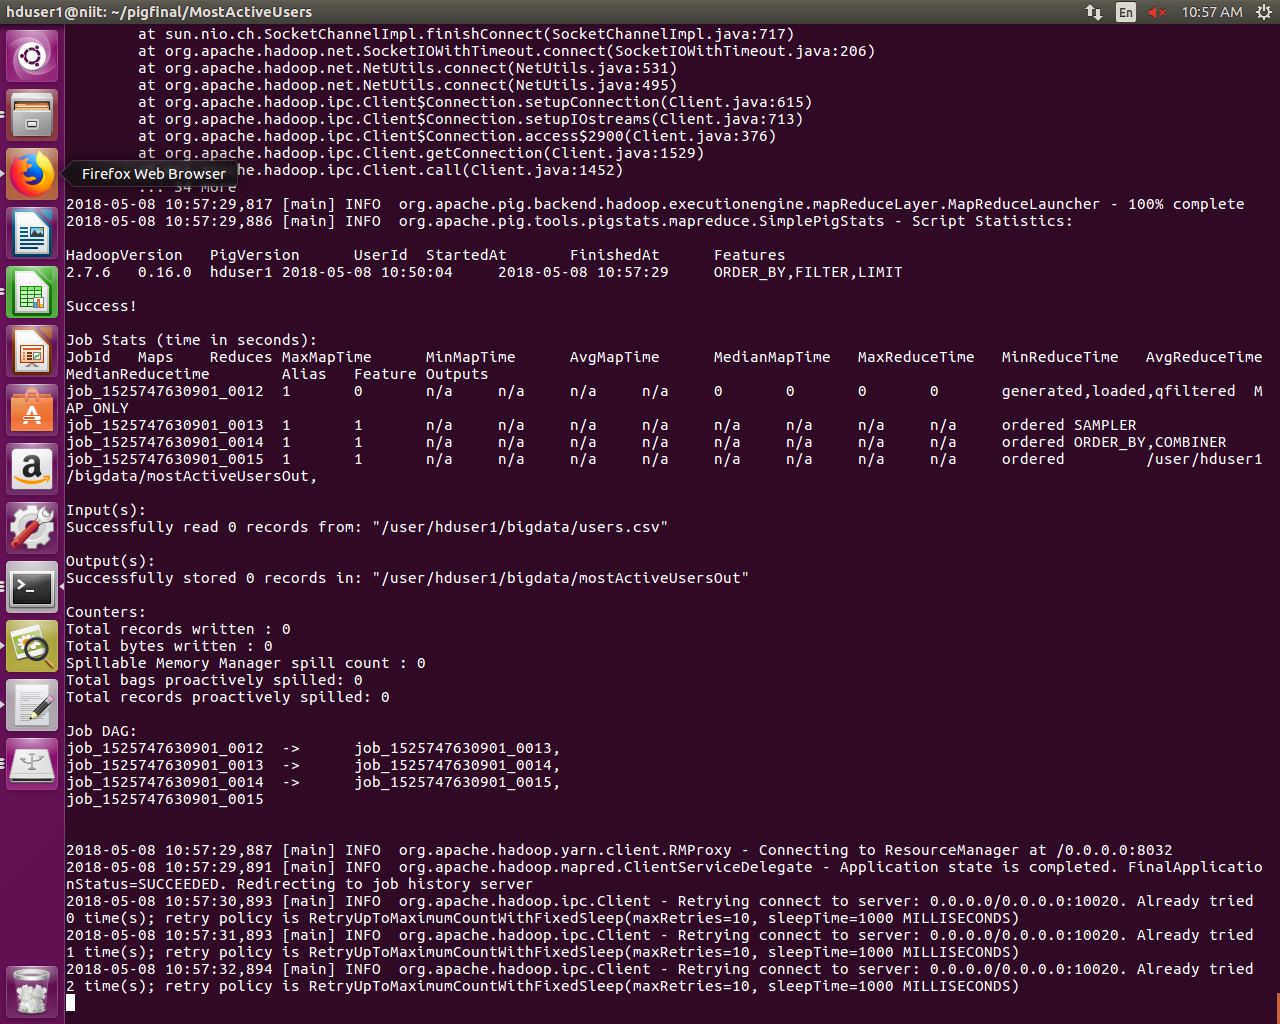 hduser1@niit: ~/pigfinal/MostActiveUsers
En
10:57 AM
at sun.nio.ch.SocketChannelImpl.finishConnect(SocketChannelImpl.java:717)
at org.apache.hadoop.net.SocketIOWithTimeout.connect(SocketIOWithTimeout.java:206)
at org.apache.hadoop.net.NetUtils.connect(NetUtils.java:531)
at org.apache.hadoop.net.NetUtils.connect(NetUtils.java:495)
at org.apache.hadoop.ipc.Client$Connection.setupConnection(Client.java:615)
at org.apache.hadoop.ipc.Client$Connection.setupIOstreams(Client.java:713)
at org.apache.hadoop.ipc.Client$Connection.access$2900(Client.java:376)
at org.apache.hadoop.ipc.Client.getConnection(Client.java:1529)
Firefox Web Browser
che.hadoop.ipc.Client.call(Client.java:1452)
... 34 more
2018-05-08 10:57:29,817 [main] INFO  org.apache.pig.backend.hadoop.executionengine.mapReduceLayer.MapReduceLauncher - 100% complete
2018-05-08 10:57:29,886 [main] INFO  org.apache.pig.tools.pigstats.mapreduce.SimplePigStats - Script Statistics:
HadoopVersion PigVersion UserId StartedAt FinishedAt Features
2.7.6 0.16.0 hduser1 2018-05-08 10:50:04 2018-05-08 10:57:29 ORDER_BY,FILTER,LIMIT
Success!
Job Stats (time in seconds):
JobId Maps Reduces MaxMapTime MinMapTime AvgMapTime MedianMapTime MaxReduceTime MinReduceTime AvgReduceTime
MedianReducetime Alias Feature Outputs
job_1525747630901_0012 1 0 n/a n/a n/a n/a 0 0 0 0 generated,loaded,qfiltered M
AP_ONLY
job_1525747630901_0013 1 1 n/a n/a n/a n/a n/a n/a n/a n/a ordered SAMPLER
job_1525747630901_0014 1 1 n/a n/a n/a n/a n/a n/a n/a n/a ordered ORDER_BY,COMBINER
job_1525747630901_0015 1 1 n/a n/a n/a n/a n/a n/a n/a n/a ordered /user/hduser1
/bigdata/mostActiveUsersOut,
Input(s):
Successfully read 0 records from: "/user/hduser1/bigdata/users.csv"
Output(s):
Successfully stored 0 records in: "/user/hduser1/bigdata/mostActiveUsersOut"
Counters:
Total records written : 0
Total bytes written : 0
Spillable Memory Manager spill count : 0
Total bags proactively spilled: 0
Total records proactively spilled: 0
Job DAG:
job_1525747630901_0012 -> job_1525747630901_0013,
job_1525747630901_0013 -> job_1525747630901_0014,
job_1525747630901_0014 -> job_1525747630901_0015,
job_1525747630901_0015
2018-05-08 10:57:29,887 [main] INFO  org.apache.hadoop.yarn.client.RMProxy - Connecting to ResourceManager at /0.0.0.0:8032
2018-05-08 10:57:29,891 [main] INFO  org.apache.hadoop.mapred.ClientServiceDelegate - Application state is completed. FinalApplicatio
nStatus=SUCCEEDED. Redirecting to job history server
2018-05-08 10:57:30,893 [main] INFO  org.apache.hadoop.ipc.Client - Retrying connect to server: 0.0.0.0/0.0.0.0:10020. Already tried
0 time(s); retry policy is RetryUpToMaximumCountWithFixedSleep(maxRetries=10, sleepTime=1000 MILLISECONDS)
2018-05-08 10:57:31,893 [main] INFO  org.apache.hadoop.ipc.Client - Retrying connect to server: 0.0.0.0/0.0.0.0:10020. Already tried
1 time(s); retry policy is RetryUpToMaximumCountWithFixedSleep(maxRetries=10, sleepTime=1000 MILLISECONDS)
2018-05-08 10:57:32,894 [main] INFO  org.apache.hadoop.ipc.Client - Retrying connect to server: 0.0.0.0/0.0.0.0:10020. Already tried
2 time(s); retry policy is RetryUpToMaximumCountWithFixedSleep(maxRetries=10, sleepTime=1000 MILLISECONDS)